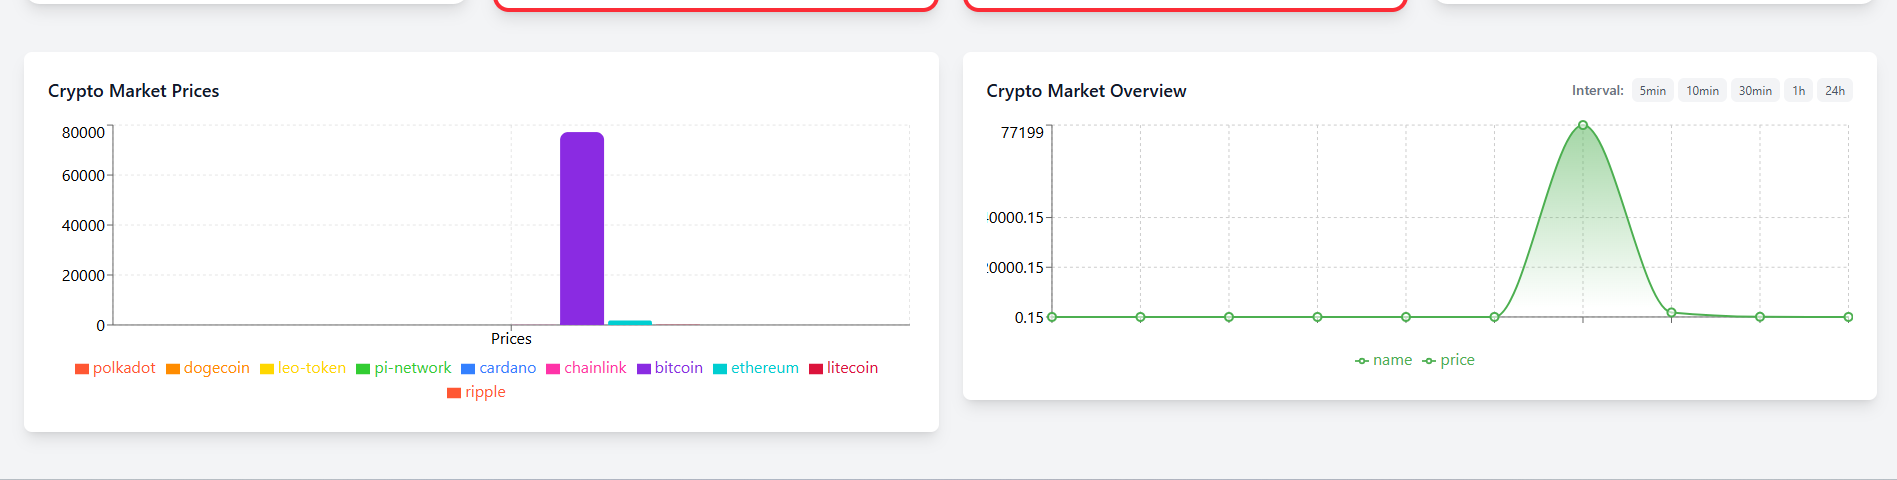 Crypto Market Prices
80000
60000
40000
20000
0
Prices
polkadot dogecoin leo-token pi-network cardano chainlink bitcoin ethereum litecoin
ripple
Crypto Market Overview
Interval: 5min 10min 30min 1h 24h
77199
0000.15
0000.15
0.15
name price